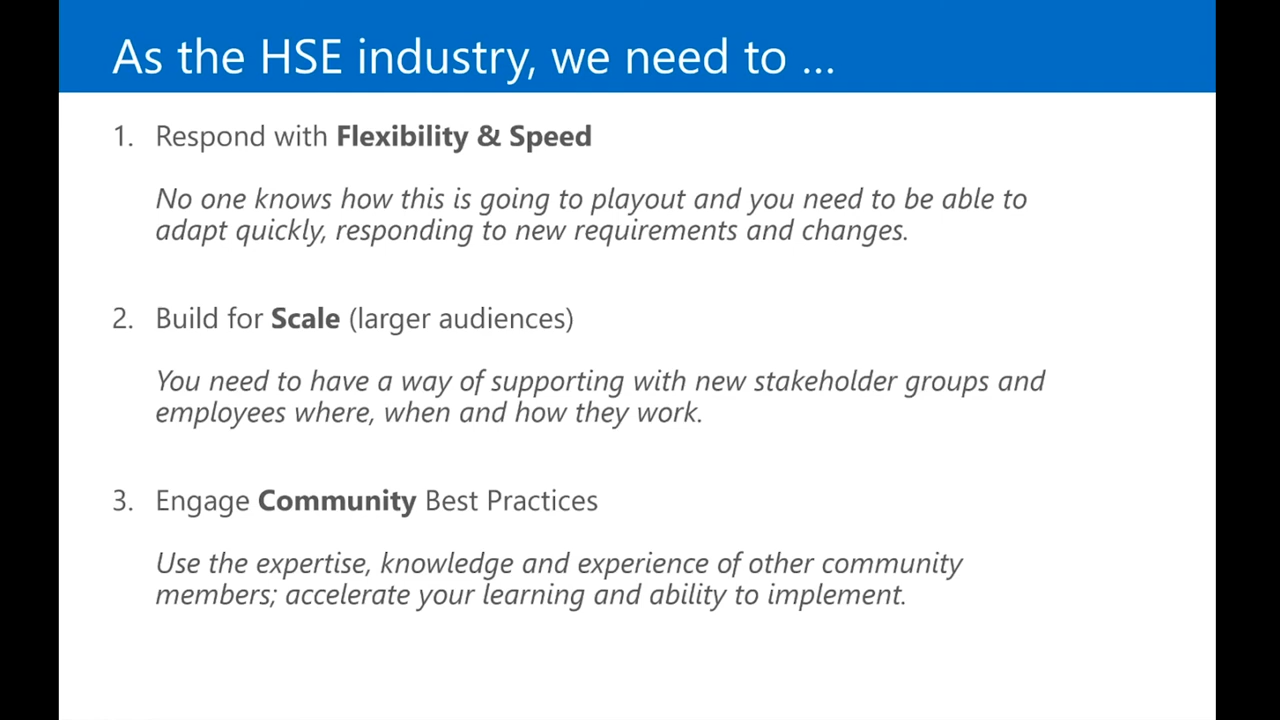 As the HSE industry, we need to ...
1. Respond with Flexibility & Speed
No one knows how this is going to playout and you need to be able to
adapt quickly, responding to new requirements and changes.
2. Build for Scale (larger audiences)
You need to have a way of supporting with new stakeholder groups and
employees where, when and how they work.
3. Engage Community Best Practices
Use the expertise, knowledge and experience of other community
members; accelerate your learning and ability to implement.